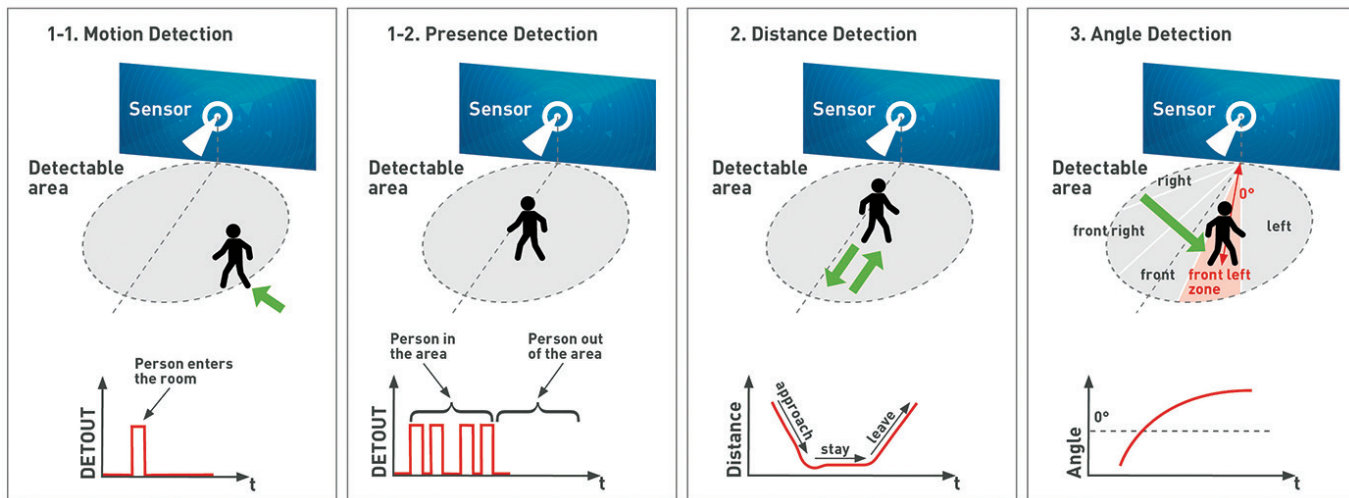 1-1. Motion Detection
Sensor
Detectable
area
Person enters
the room
DETOUT
t
1-2. Presence Detection
Sensor
Detectable
area
Person in
the area
Person out
of the area
DETOUT
t
2. Distance Detection
Sensor
Detectable
area
approach
stay
leave
Distance
t
3. Angle Detection
Sensor
Detectable
area
right
0°
front right
left
front
front left
zone
0°
Angle
t